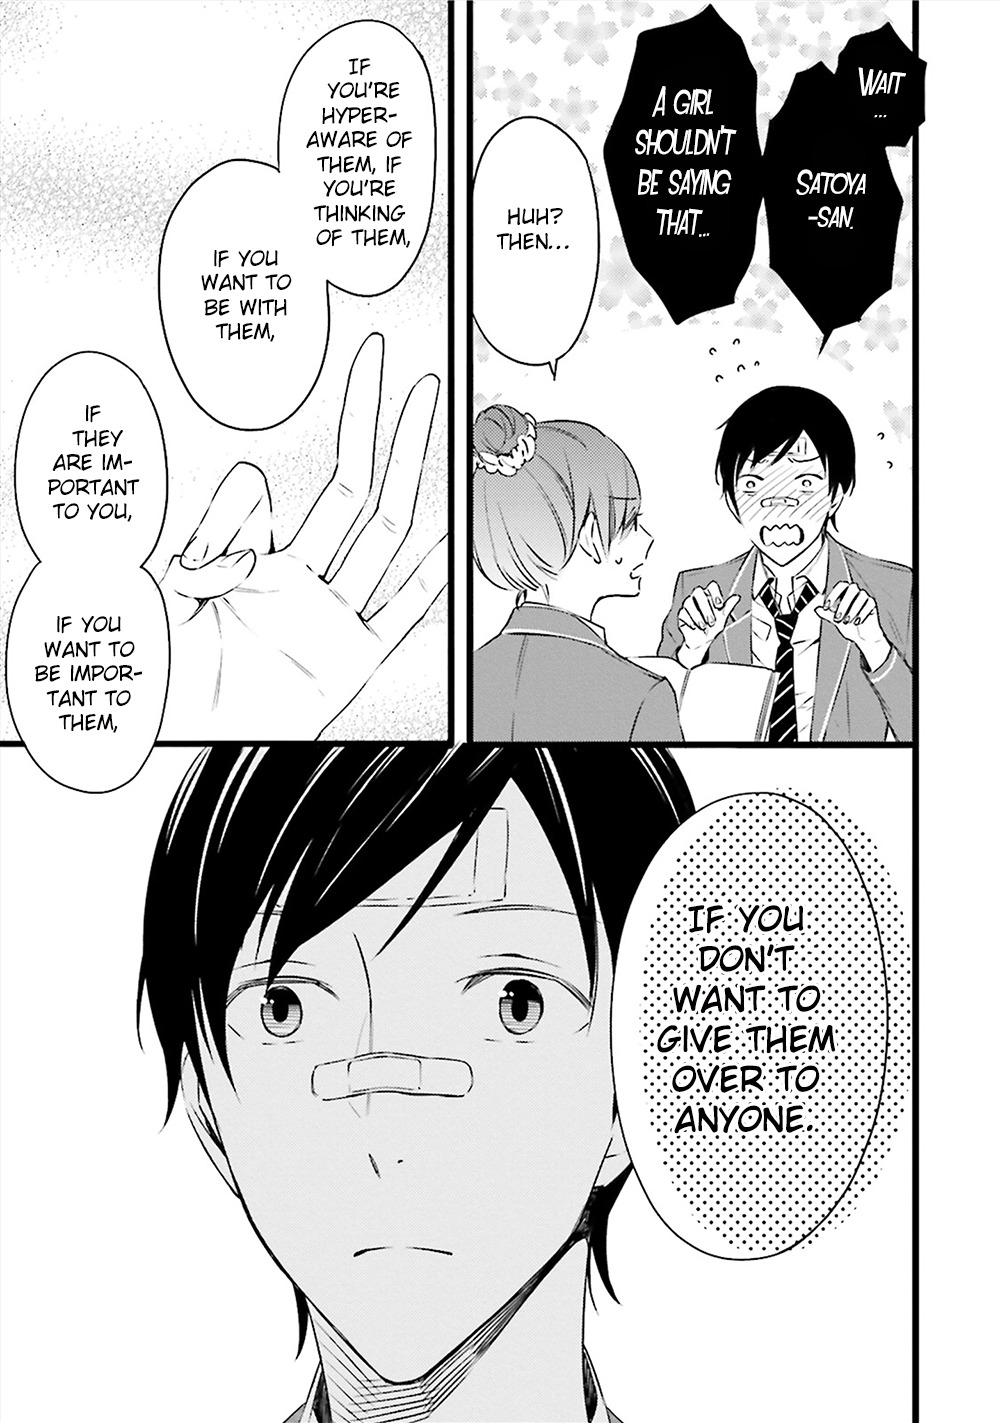 WAIT
...
SATOYA
-SAN.
A GIRL
SHOULDN'T
BE SAYING
THAT...
HUH?
THEN...
IF
YOU'RE
HYPER-
AWARE OF
THEM, IF
YOU'RE
THINKING
OF THEM,
IF YOU
WANT TO
BE WITH
THEM,
IF
THEY
ARE IM-
PORTANT
TO YOU,
IF YOU
WANT TO
BE IMPOR-
TANT TO
THEM,
IF YOU
DON'T
WANT TO
GIVE THEM
OVER TO
ANYONE.